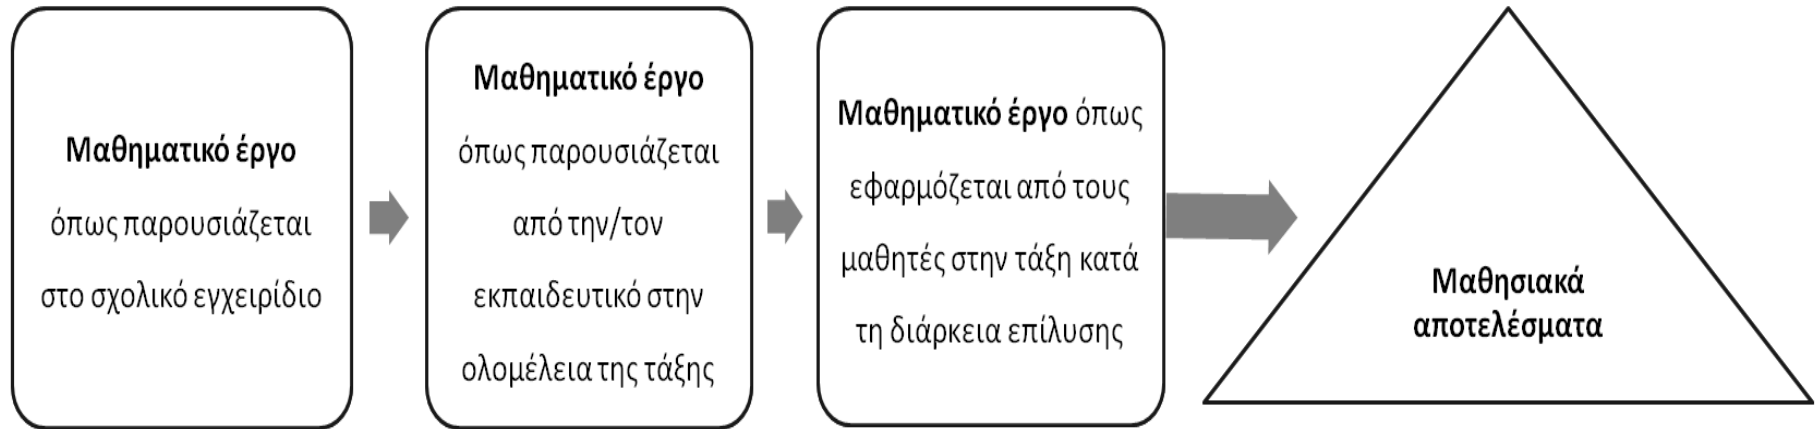 Μαθηματικό έργο
όπως παρουσιάζεται
στο σχολικό εγχειρίδιο
Μαθηματικό έργο
όπως παρουσιάζεται
από την/τον
εκπαιδευτικό στην
ολομέλεια της τάξης
Μαθηματικό έργο όπως
εφαρμόζεται από τους
μαθητές στην τάξη κατά
τη διάρκεια επίλυσης
Μαθησιακά
αποτελέσματα